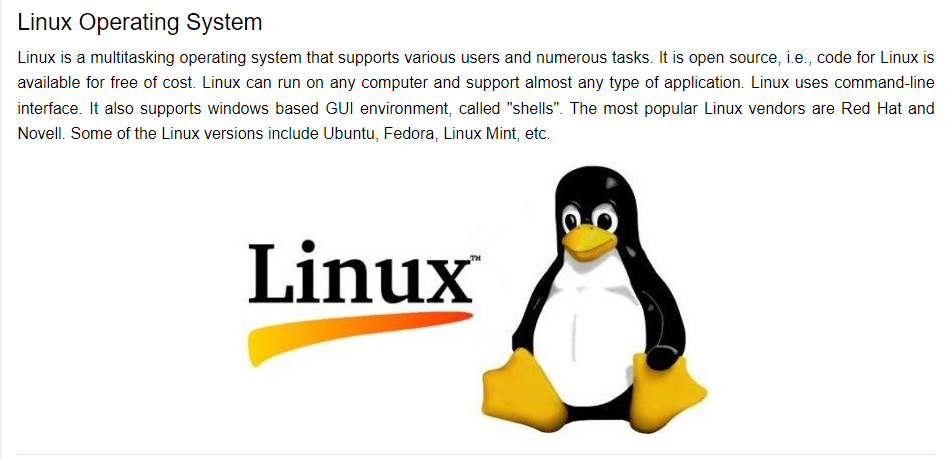 Linux Operating System
Linux is a multitasking operating system that supports various users and numerous tasks. It is open source, i.e., code for Linux is
available for free of cost. Linux can run on any computer and support almost any type of application. Linux uses command-line
interface. It also supports windows based GUI environment, called "shells". The most popular Linux vendors are Red Hat and
Novell. Some of the Linux versions include Ubuntu, Fedora, Linux Mint, etc.
Linux™